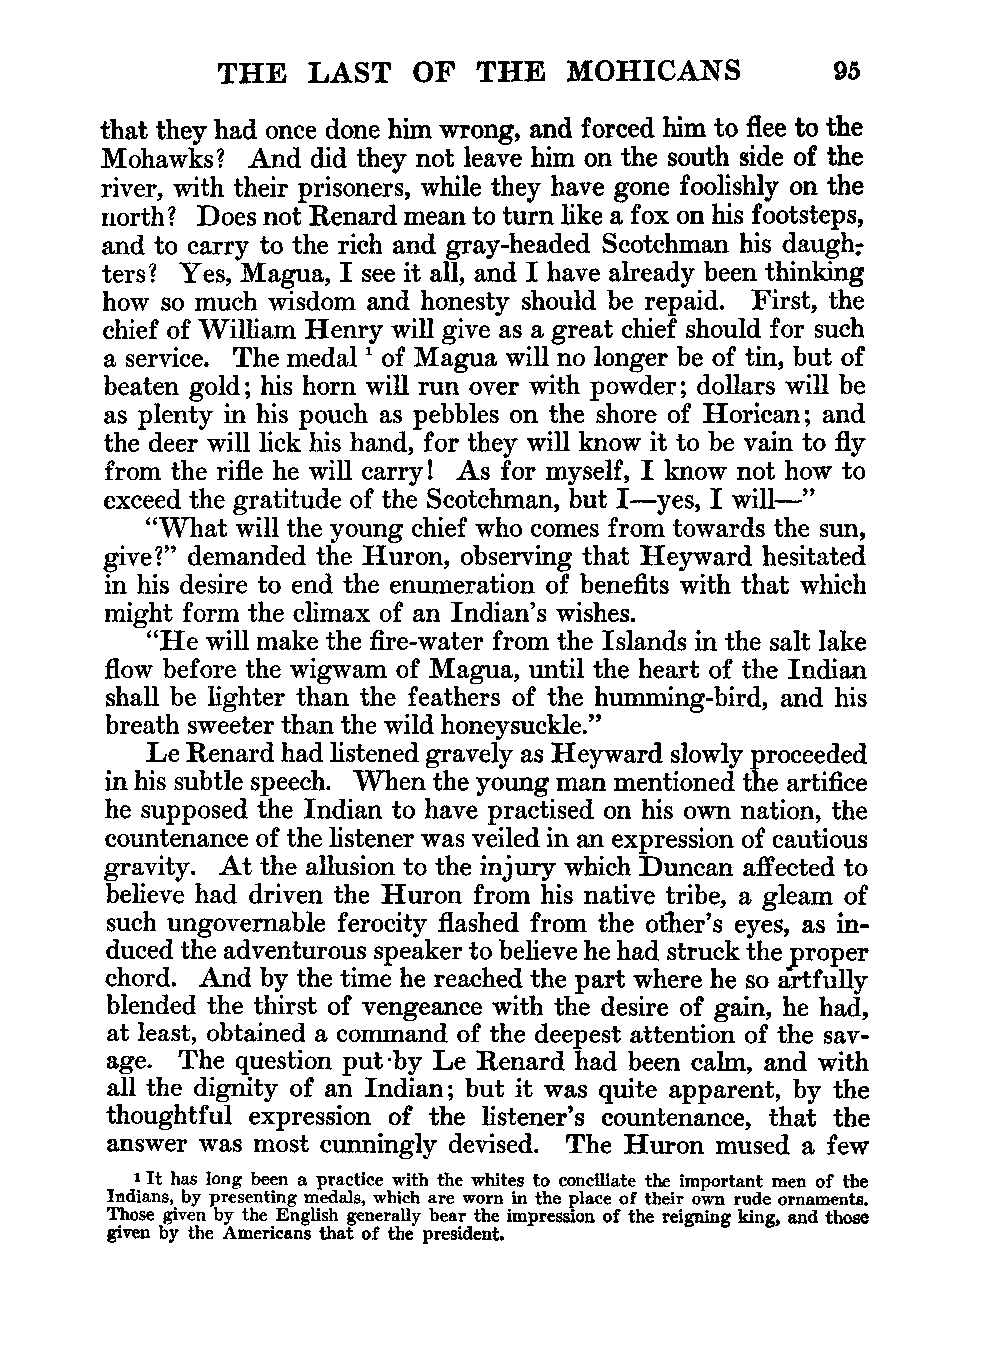 THE LAST OF THE MOHICANS 95
that they had once done him wrong, and forced him to flee to the
Mohawks? And did they not leave him on the south side of the
river, with their prisoners, while they have gone foolishly on the
north? Does not Renard mean to turn like a fox on his footsteps,
and to carry to the rich and gray-headed Scotchman his daugh-
ters? Yes, Magua, I see it all, and I have already been thinking
how so much wisdom and honesty should be repaid. First, the
chief of William Henry will give as a great chief should for such
a service. The medal ¹ of Magua will no longer be of tin, but of
beaten gold; his horn will run over with powder; dollars will be
as plenty in his pouch as pebbles on the shore of Horican; and
the deer will lick his hand, for they will know it to be vain to fly
from the rifle he will carry! As for myself, I know not how to
exceed the gratitude of the Scotchman, but I—yes, I will—”
“What will the young chief who comes from towards the sun,
give?” demanded the Huron, observing that Heyward hesitated
in his desire to end the enumeration of benefits with that which
might form the climax of an Indian’s wishes.
“He will make the fire-water from the Islands in the salt lake
flow before the wigwam of Magua, until the heart of the Indian
shall be lighter than the feathers of the humming-bird, and his
breath sweeter than the wild honeysuckle.”
Le Renard had listened gravely as Heyward slowly proceeded
in his subtle speech. When the young man mentioned the artifice
he supposed the Indian to have practised on his own nation, the
countenance of the listener was veiled in an expression of cautious
gravity. At the allusion to the injury which Duncan affected to
believe had driven the Huron from his native tribe, a gleam of
such ungovernable ferocity flashed from the other’s eyes, as in-
duced the adventurous speaker to believe he had struck the proper
chord. And by the time he reached the part where he so artfully
blended the thirst of vengeance with the desire of gain, he had,
at least, obtained a command of the deepest attention of the sav-
age. The question put by Le Renard had been calm, and with
all the dignity of an Indian; but it was quite apparent, by the
thoughtful expression of the listener’s countenance, that the
answer was most cunningly devised. The Huron mused a few
¹ It has long been a practice with the whites to conciliate the important men of the
Indians, by presenting medals, which are worn in the place of their own rude ornaments.
Those given by the English generally bear the impression of the reigning king, and those
given by the Americans that of the president.